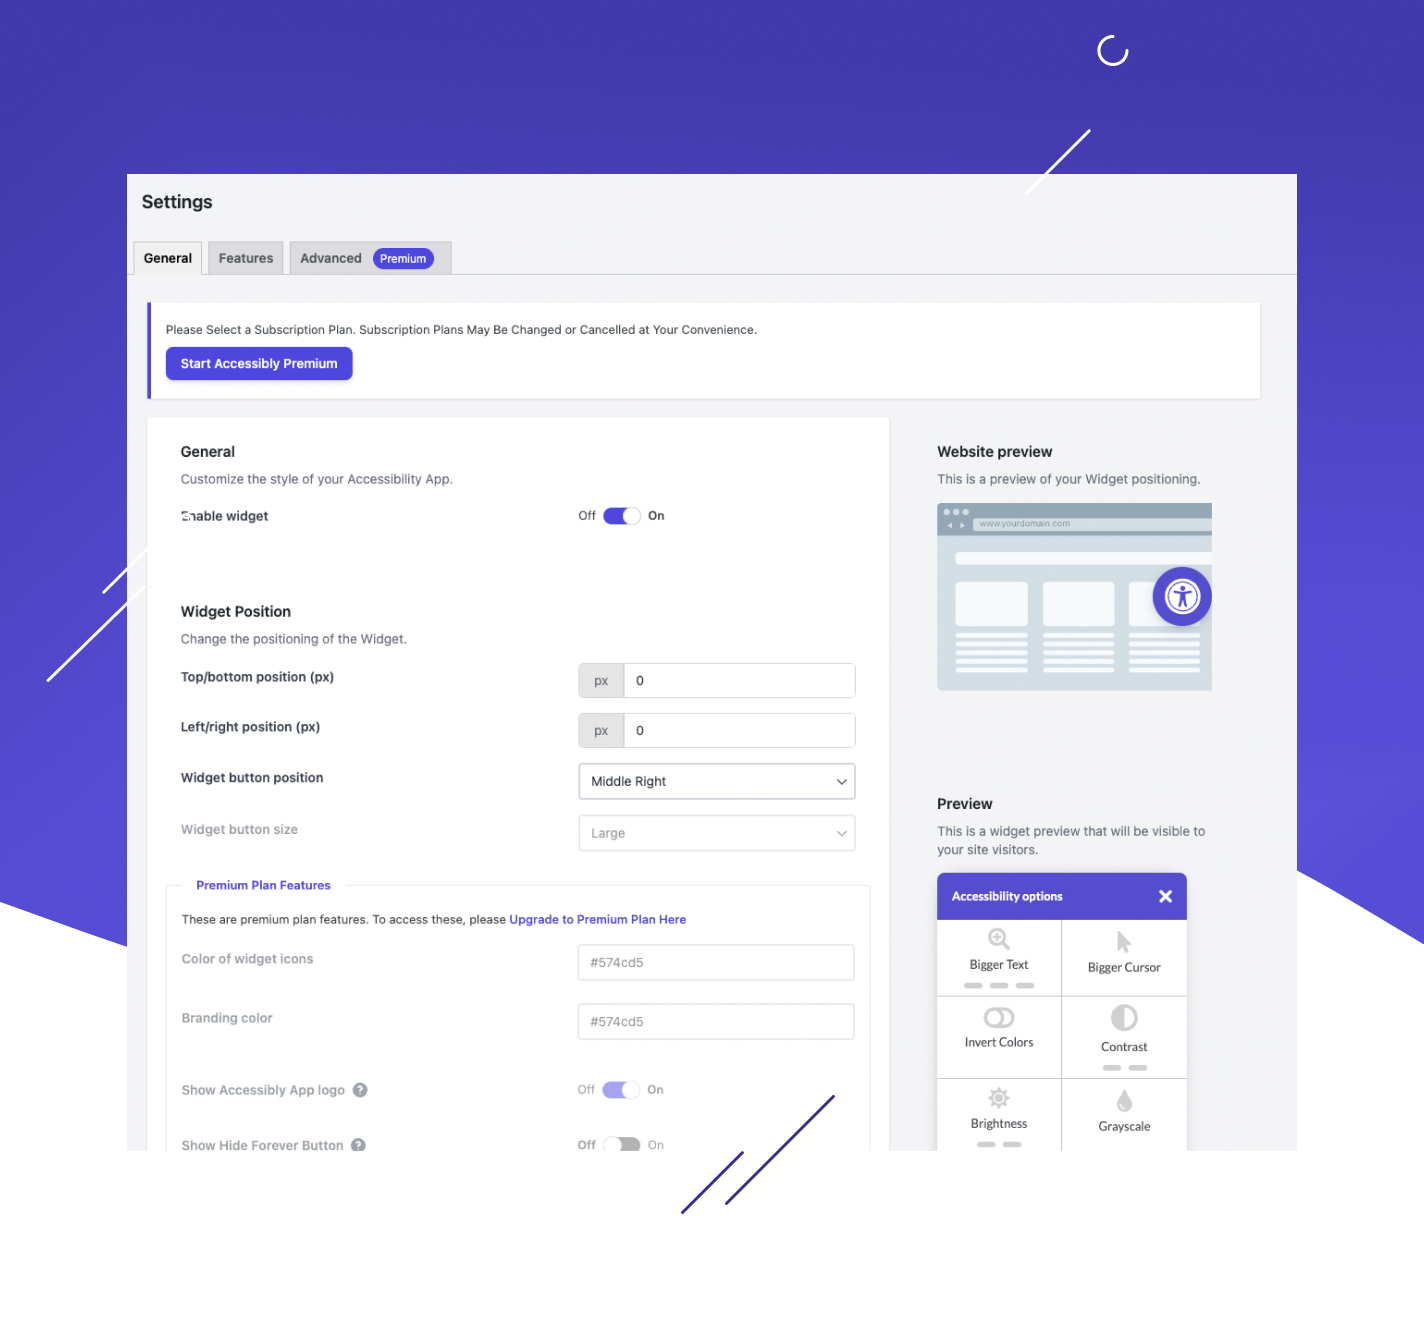 Settings
General Features Advanced Premium
Please Select a Subscription Plan. Subscription Plans May Be Changed or Cancelled at Your Convenience.
Start Accessibly Premium
General
Customize the style of your Accessibility App.
Enable widget Off On
Widget Position
Change the positioning of the Widget.
Top/bottom position (px) px 0
Left/right position (px) px 0
Widget button position Middle Right
Widget button size Large
Premium Plan Features
These are premium plan features. To access these, please Upgrade to Premium Plan Here
Color of widget icons #574cd5
Branding color #574cd5
Show Accessibly App logo ? Off On
Show Hide Forever Button ? Off On
Website preview
This is a preview of your Widget positioning.
www.yourdomain.com
Preview
This is a widget preview that will be visible to
your site visitors.
Accessibility options
Bigger Text Bigger Cursor
Invert Colors Contrast
Brightness Grayscale